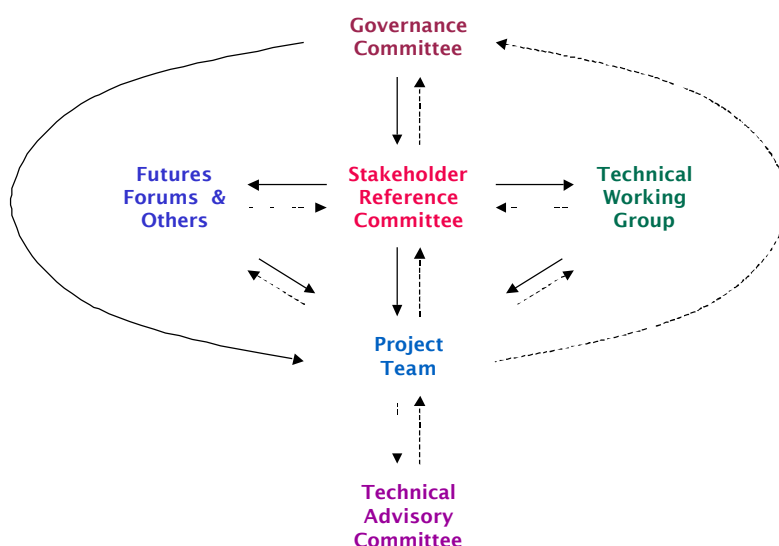 Governance
Committee
Futures
Forums & Others
Stakeholder
Reference
Committee
Technical
Working
Group
Project
Team
Technical
Advisory
Committee